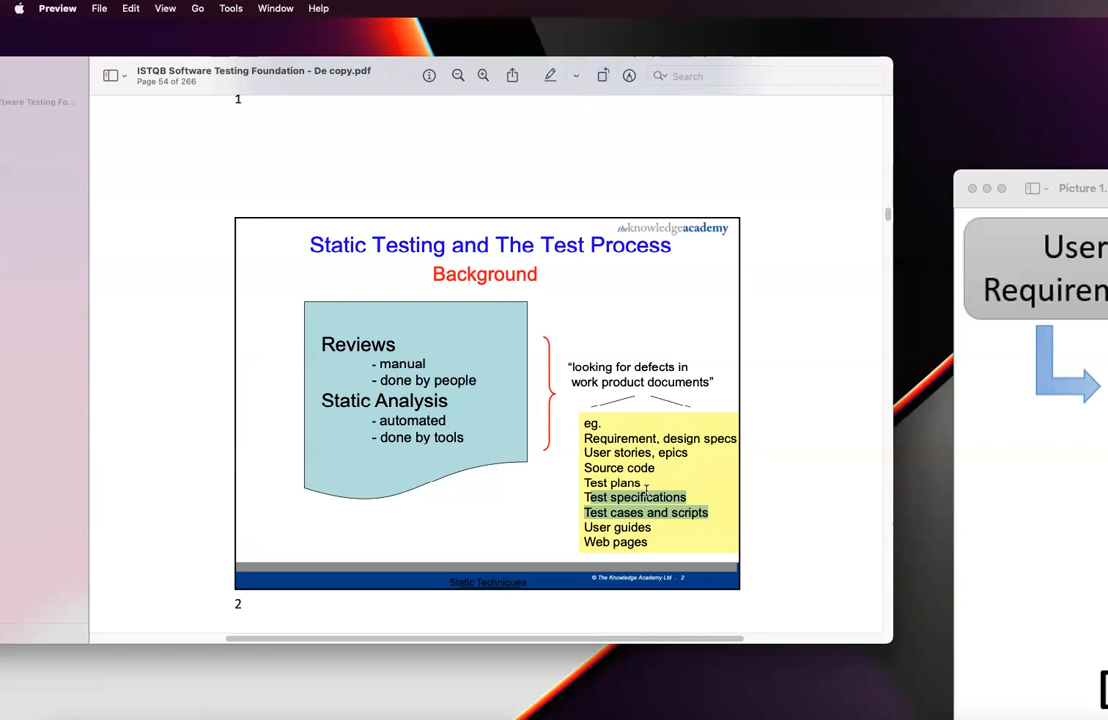 Preview File Edit View Go Tools Window Help
ISTQB Software Testing Foundation - De copy.pdf
Page 54 of 266
Search
tware Testing Fo...
1
theknowledgeacademy
Static Testing and The Test Process
Background
Reviews
- manual
- done by people
Static Analysis
- automated
- done by tools
“looking for defects in
work product documents”
eg.
Requirement, design specs
User stories, epics
Source code
Test plans
Test specifications
Test cases and scripts
User guides
Web pages
© The Knowledge Academy Ltd . 2
Static Techniques
2
Picture 1.
User
Requirem